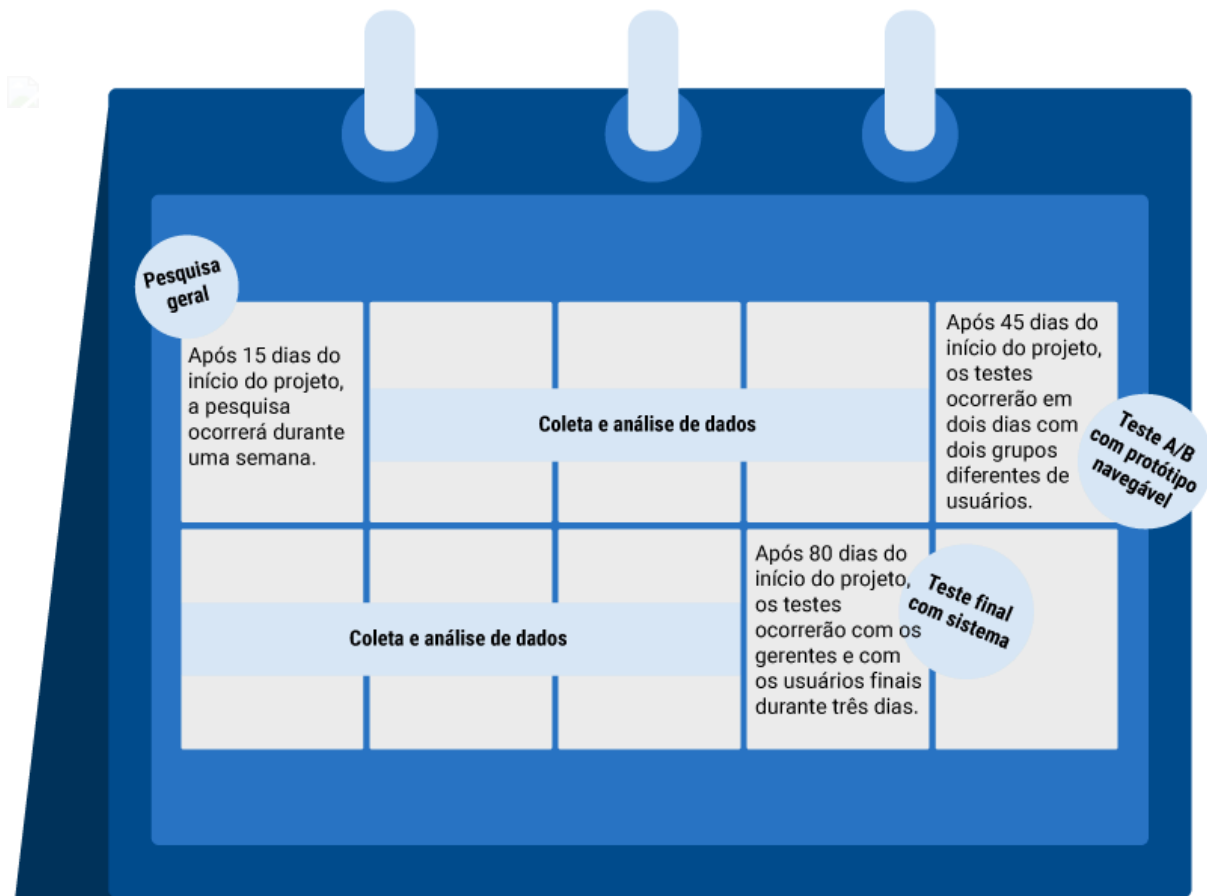 Pesquisa
geral
Após 15 dias do
início do projeto,
a pesquisa
ocorrerá durante
uma semana.
Coleta e análise de dados
Após 45 dias do
início do projeto,
os testes
ocorrerão em
dois dias com
dois grupos
diferentes de
usuários.
Teste A/B
com protótipo
navegável
Coleta e análise de dados
Após 80 dias do
início do projeto,
os testes
ocorrerão com os
gerentes e com
os usuários finais
durante três dias.
Teste final
com sistema